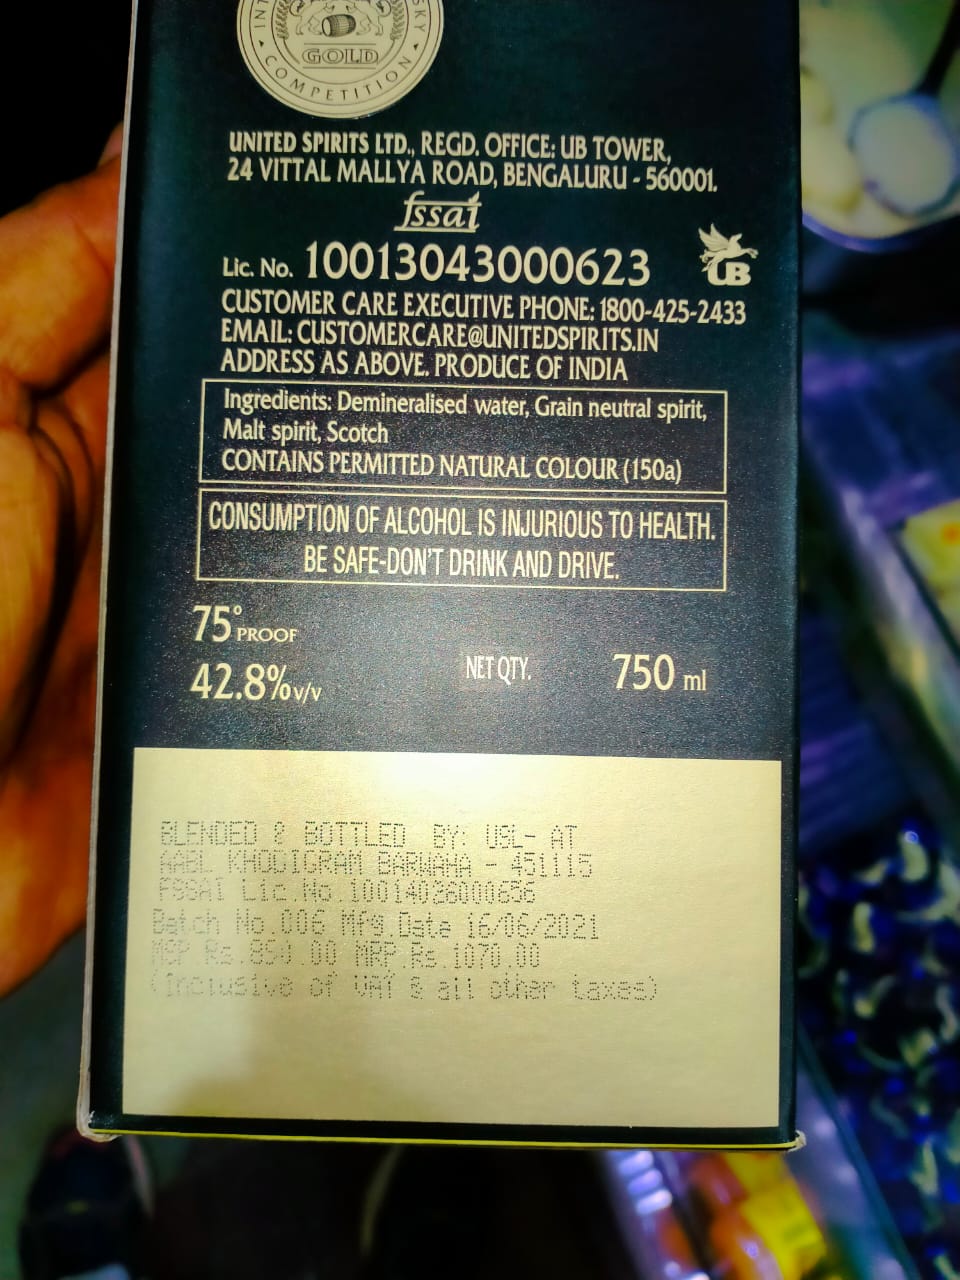 INT
SKY
GOLD
COMPETITION
UNITED SPIRITS LTD., REGD. OFFICE: UB TOWER,
24 VITTAL MALLYA ROAD, BENGALURU - 560001.
fssai
Lic. No. 10013043000623
UB
CUSTOMER CARE EXECUTIVE PHONE: 1800-425-2433
EMAIL: CUSTOMERCARE@UNITEDSPIRITS.IN
ADDRESS AS ABOVE. PRODUCE OF INDIA
Ingredients: Demineralised water, Grain neutral spirit,
Malt spirit, Scotch
CONTAINS PERMITTED NATURAL COLOUR (150a)
CONSUMPTION OF ALCOHOL IS INJURIOUS TO HEALTH.
BE SAFE-DON'T DRINK AND DRIVE.
75° PROOF
42.8% v/v
NET QTY. 750 ml
BLENDED & BOTTLED BY: USL- AT
AABL KHODIGRAM BARWAHA - 451115
FSSAI Lic.No.10014026000656
Batch No.006 Mfg.Date 16/06/2021
MSP Rs.850.00 MRP Rs.1070.00
(Inclusive of VAT & all other taxes)